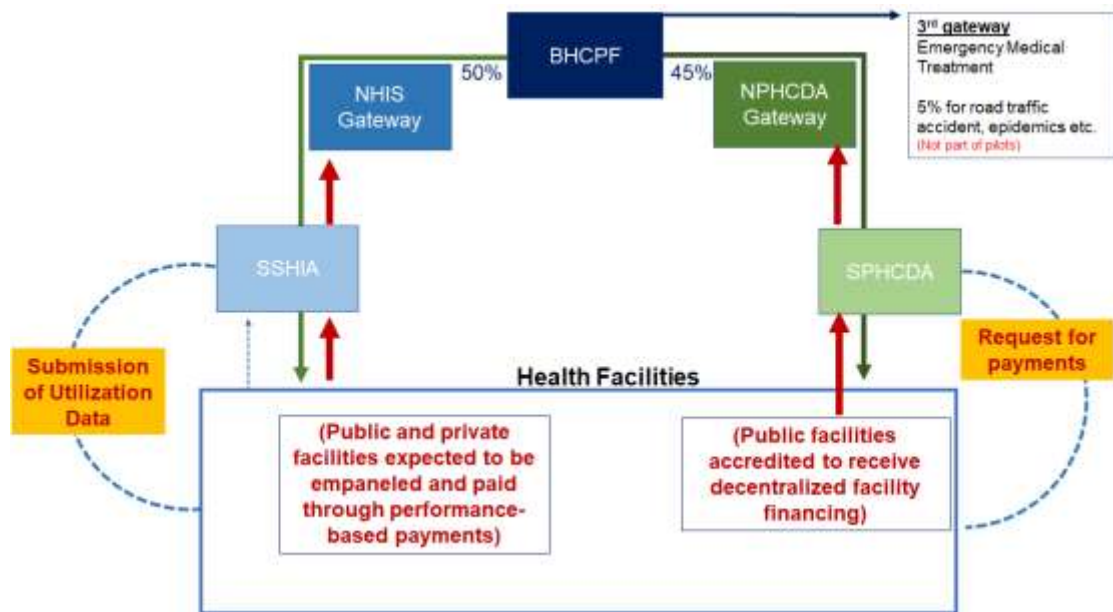 BHCPF
50%
45%
3rd gateway
Emergency Medical
Treatment
5% for road traffic
accident, epidemics etc.
(Not part of pilots)
NHIS
Gateway
NPHCDA
Gateway
SSHIA
SPHCDA
Submission
of Utilization
Data
Request for
payments
Health Facilities
(Public and private
facilities expected to be
empaneled and paid
through performance-
based payments)
(Public facilities
accredited to receive
decentralized facility
financing)